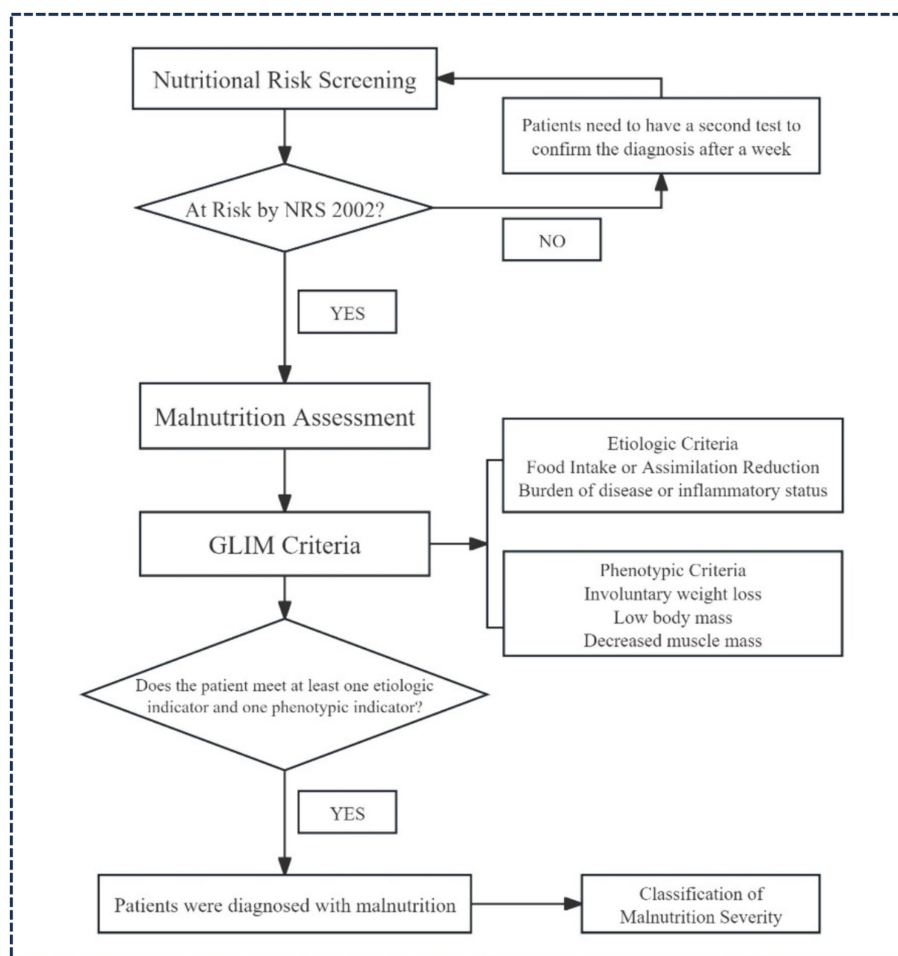 Nutritional Risk Screening
Patients need to have a second test to
confirm the diagnosis after a week
At Risk by NRS 2002?
NO
YES
Malnutrition Assessment
Etiologic Criteria
Food Intake or Assimilation Reduction
Burden of disease or inflammatory status
GLIM Criteria
Phenotypic Criteria
Involuntary weight loss
Low body mass
Decreased muscle mass
Does the patient meet at least one etiologic
indicator and one phenotypic indicator?
YES
Patients were diagnosed with malnutrition
Classification of
Malnutrition Severity